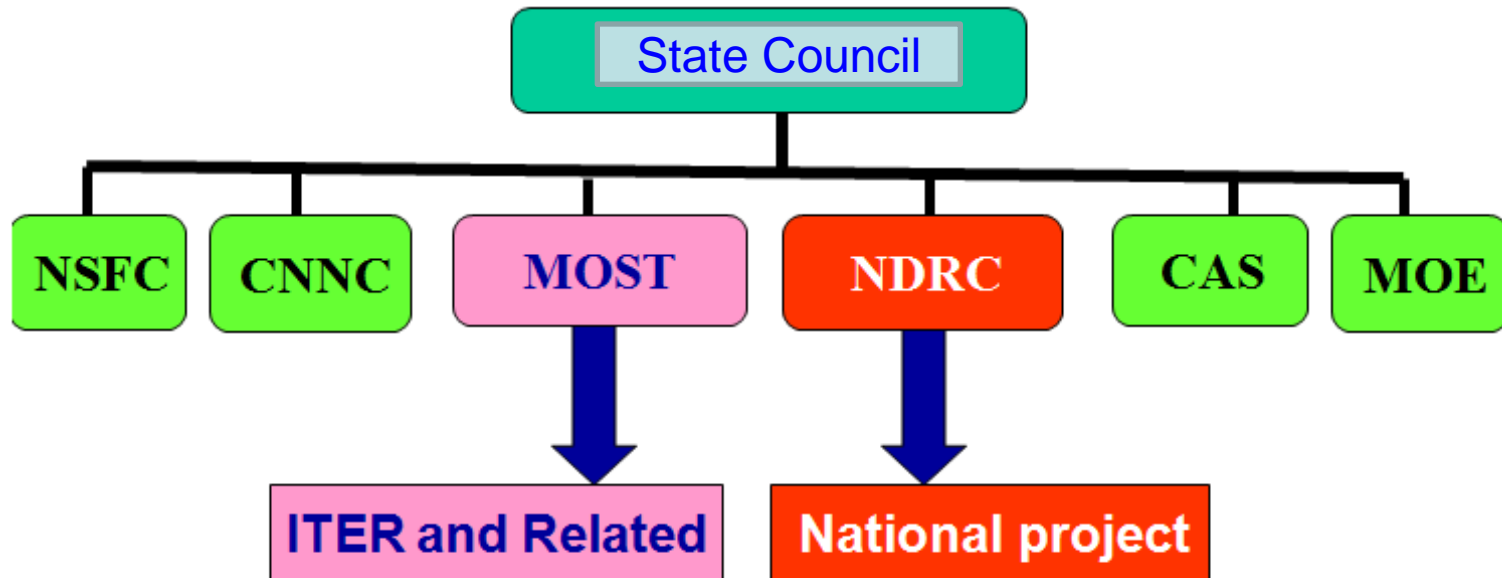 State Council
NSFC
CNNC
MOST
NDRC
CAS
MOE
ITER and Related
National project